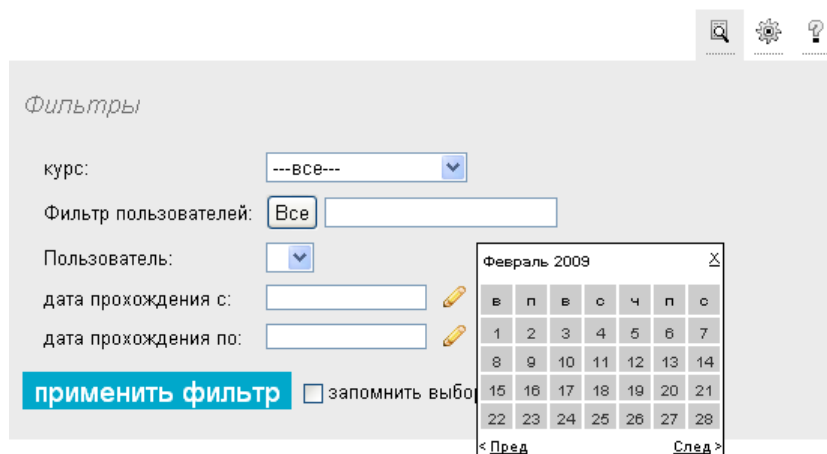 Фильтры
курс: ---все---
Фильтр пользователей: Все
Пользователь:
дата прохождения с:
дата прохождения по:
применить фильтр запомнить выбор
Февраль 2009 X
в п в с ч п с
1 2 3 4 5 6 7
8 9 10 11 12 13 14
15 16 17 18 19 20 21
22 23 24 25 26 27 28
< Пред След >